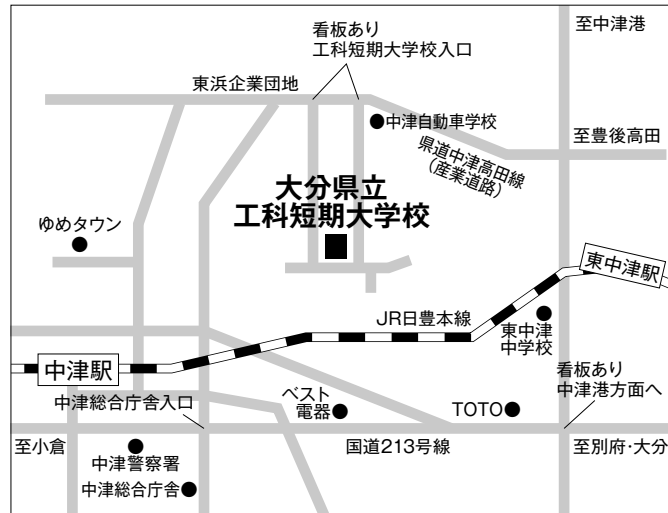 至中津港
看板あり
工科短期大学校入口
東浜企業団地
中津自動車学校
至豊後高田
県道中津高田線
(産業道路)
大分県立
工科短期大学校
ゆめタウン
東中津駅
JR日豊本線
東中津
中学校
中津駅
看板あり
中津港方面へ
中津総合庁舎入口
ベスト
電器
TOTO
至小倉
国道213号線
至別府・大分
中津警察署
中津総合庁舎